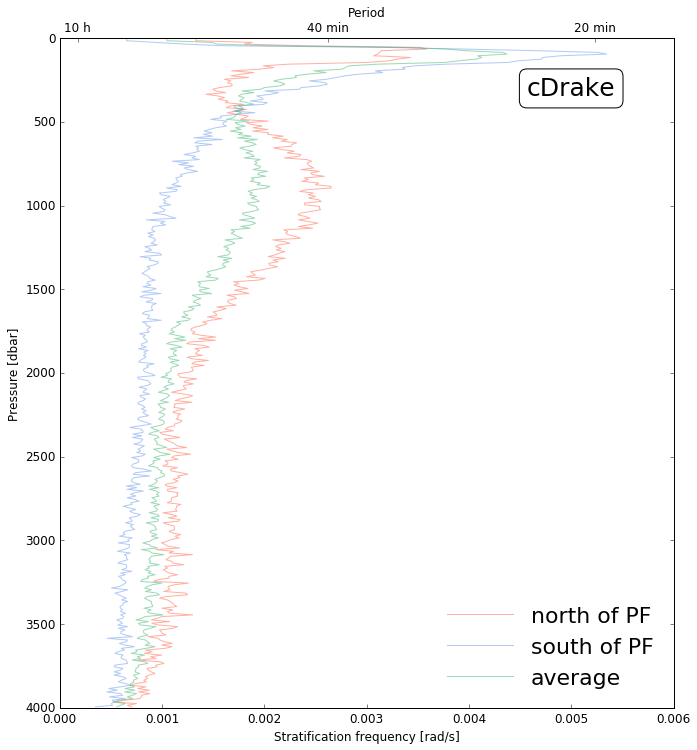 Period
10 h 40 min 20 min
0
cDrake
500
1000
1500
Pressure [dbar]
2000
2500
3000
3500
4000
north of PF
south of PF
average
0.000 0.001 0.002 0.003 0.004 0.005 0.006
Stratification frequency [rad/s]